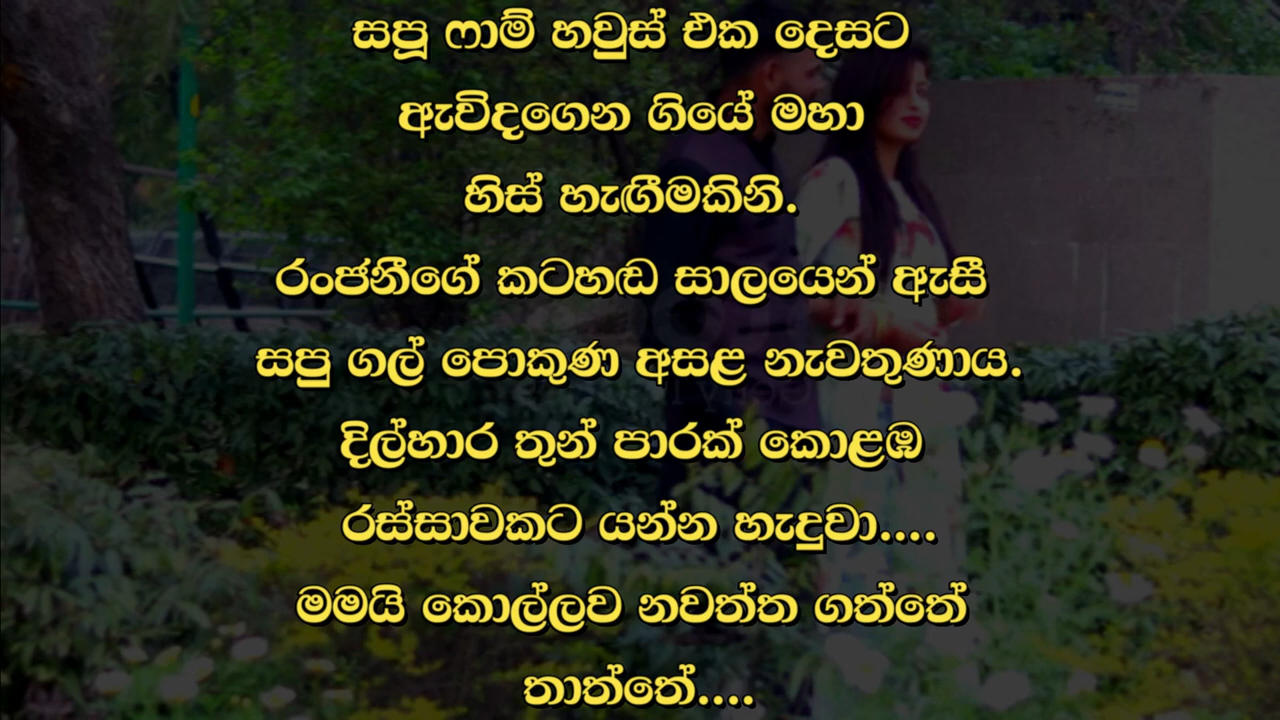 සපූ ෆාම් හවුස් එක දෙසට
ඇවිදගෙන ගියේ මහා
හිස් හැඟීමකිනි.
රංජනීගේ කටහඬ සාලයෙන් ඇසී
සපු ගල් පොකුණ අසළ නැවතුණාය.
දිල්හාර තුන් පාරක් කොළඹ
රස්සාවකට යන්න හැදුවා....
මමයි කොල්ලව නවත්ත ගත්තේ
තාත්තේ....